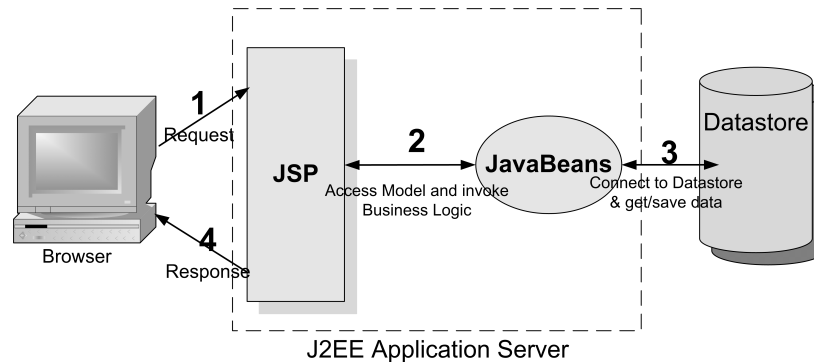 1
Request
JSP
2
Access Model and invoke
Business Logic
JavaBeans
3
Connect to Datastore
& get/save data
Datastore
4
Response
Browser
J2EE Application Server